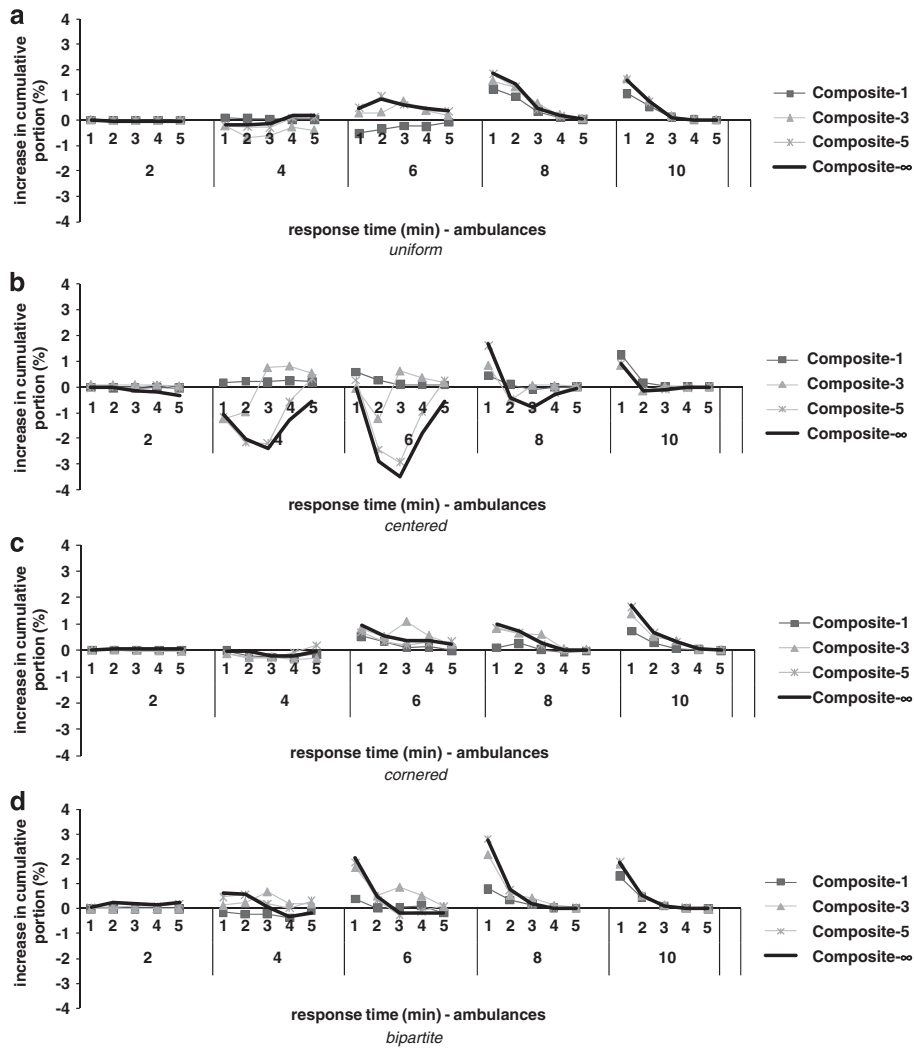 a
increase in cumulative
portion (%)
4
3
2
1
0
-1
-2
-3
-4
1 2 3 4 5 1 2 3 4 5 1 2 3 4 5 1 2 3 4 5 1 2 3 4 5
2 4 6 8 10
response time (min) - ambulances
uniform
Composite-1
Composite-3
Composite-5
Composite-∞
b
increase in cumulative
portion (%)
4
3
2
1
0
-1
-2
-3
-4
1 2 3 4 5 1 2 3 4 5 1 2 3 4 5 1 2 3 4 5 1 2 3 4 5
2 4 6 8 10
response time (min) - ambulances
centered
Composite-1
Composite-3
Composite-5
Composite-∞
c
increase in cumulative
portion (%)
4
3
2
1
0
-1
-2
-3
-4
1 2 3 4 5 1 2 3 4 5 1 2 3 4 5 1 2 3 4 5 1 2 3 4 5
2 4 6 8 10
response time (min) - ambulances
cornered
Composite-1
Composite-3
Composite-5
Composite-∞
d
increase in cumulative
portion (%)
4
3
2
1
0
-1
-2
-3
-4
1 2 3 4 5 1 2 3 4 5 1 2 3 4 5 1 2 3 4 5 1 2 3 4 5
2 4 6 8 10
response time (min) - ambulances
bipartite
Composite-1
Composite-3
Composite-5
Composite-∞